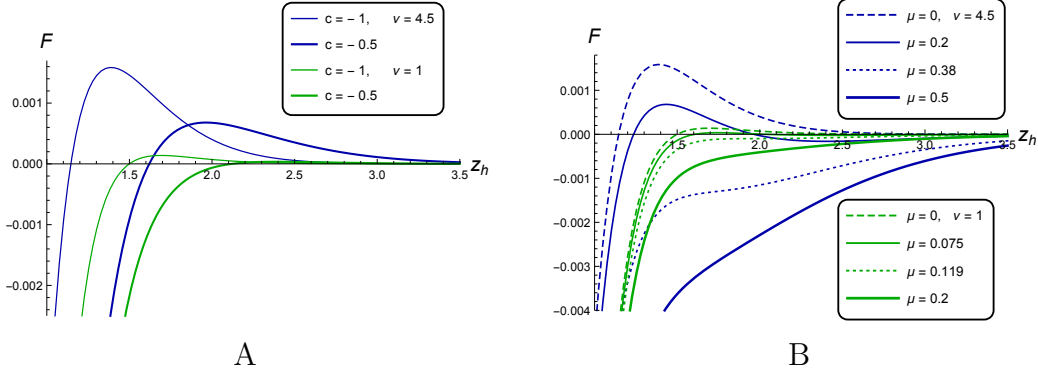 F
c = − 1, ν = 4.5
c = − 0.5
c = − 1, ν = 1
c = − 0.5
0.001
0.000
−0.001
−0.002
1.5 2.0 2.5 3.0 3.5
z_h
A
F
μ = 0, ν = 4.5
μ = 0.2
μ = 0.38
μ = 0.5
0.001
0.000
−0.001
−0.002
−0.003
−0.004
1.5 2.0 2.5 3.0 3.5
z_h
μ = 0, ν = 1
μ = 0.075
μ = 0.119
μ = 0.2
B